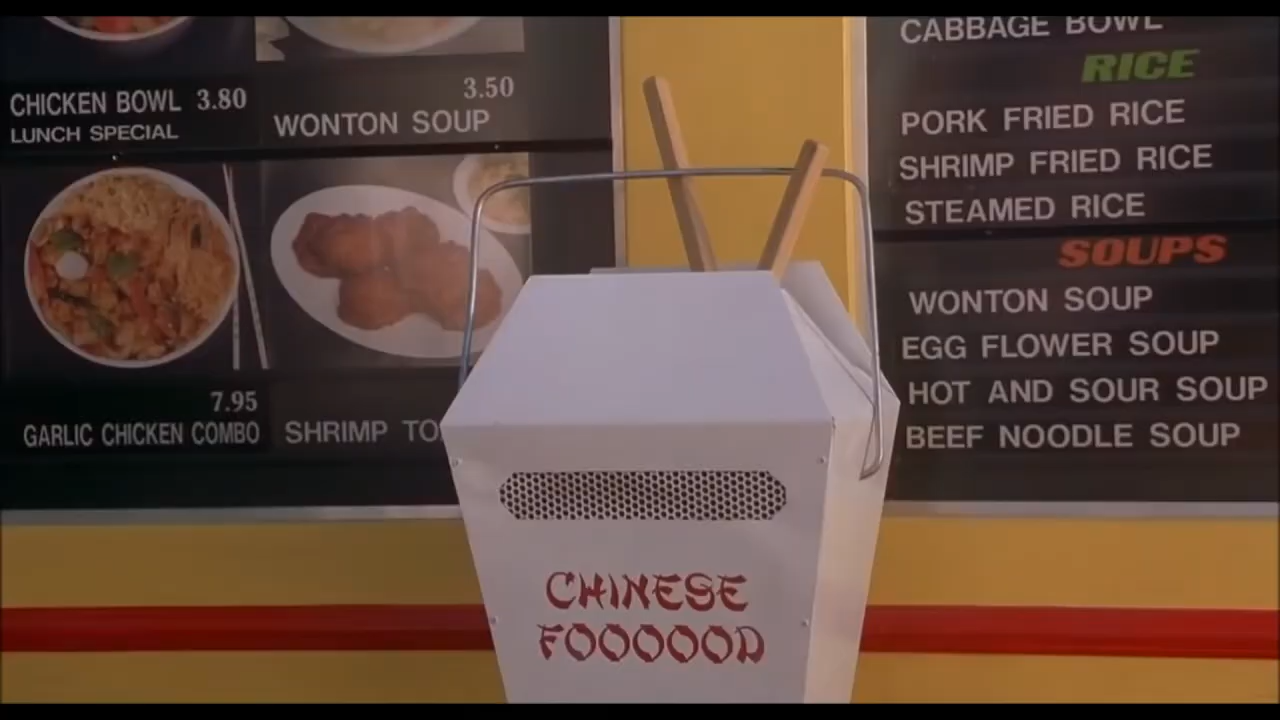 CHICKEN BOWL 3.80
LUNCH SPECIAL
3.50
WONTON SOUP
7.95
GARLIC CHICKEN COMBO
SHRIMP
CHINESE
FOOOOOD
CABBAGE BOWL
RICE
PORK FRIED RICE
SHRIMP FRIED RICE
STEAMED RICE
SOUPS
WONTON SOUP
EGG FLOWER SOUP
HOT AND SOUR SOUP
BEEF NOODLE SOUP